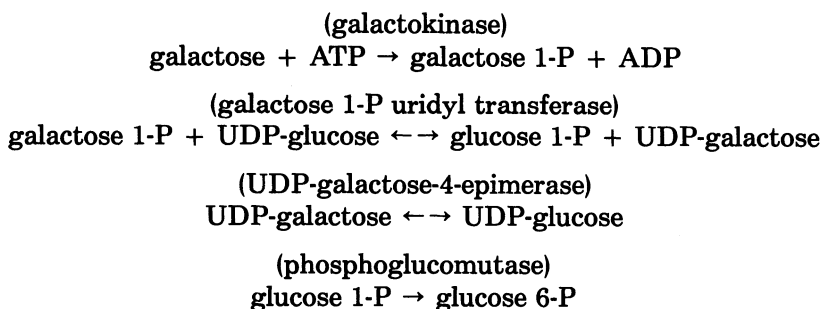 (galactokinase)
galactose + ATP → galactose 1-P + ADP
(galactose 1-P uridyl transferase)
galactose 1-P + UDP-glucose ←→ glucose 1-P + UDP-galactose
(UDP-galactose-4-epimerase)
UDP-galactose ←→ UDP-glucose
(phosphoglucomutase)
glucose 1-P → glucose 6-P